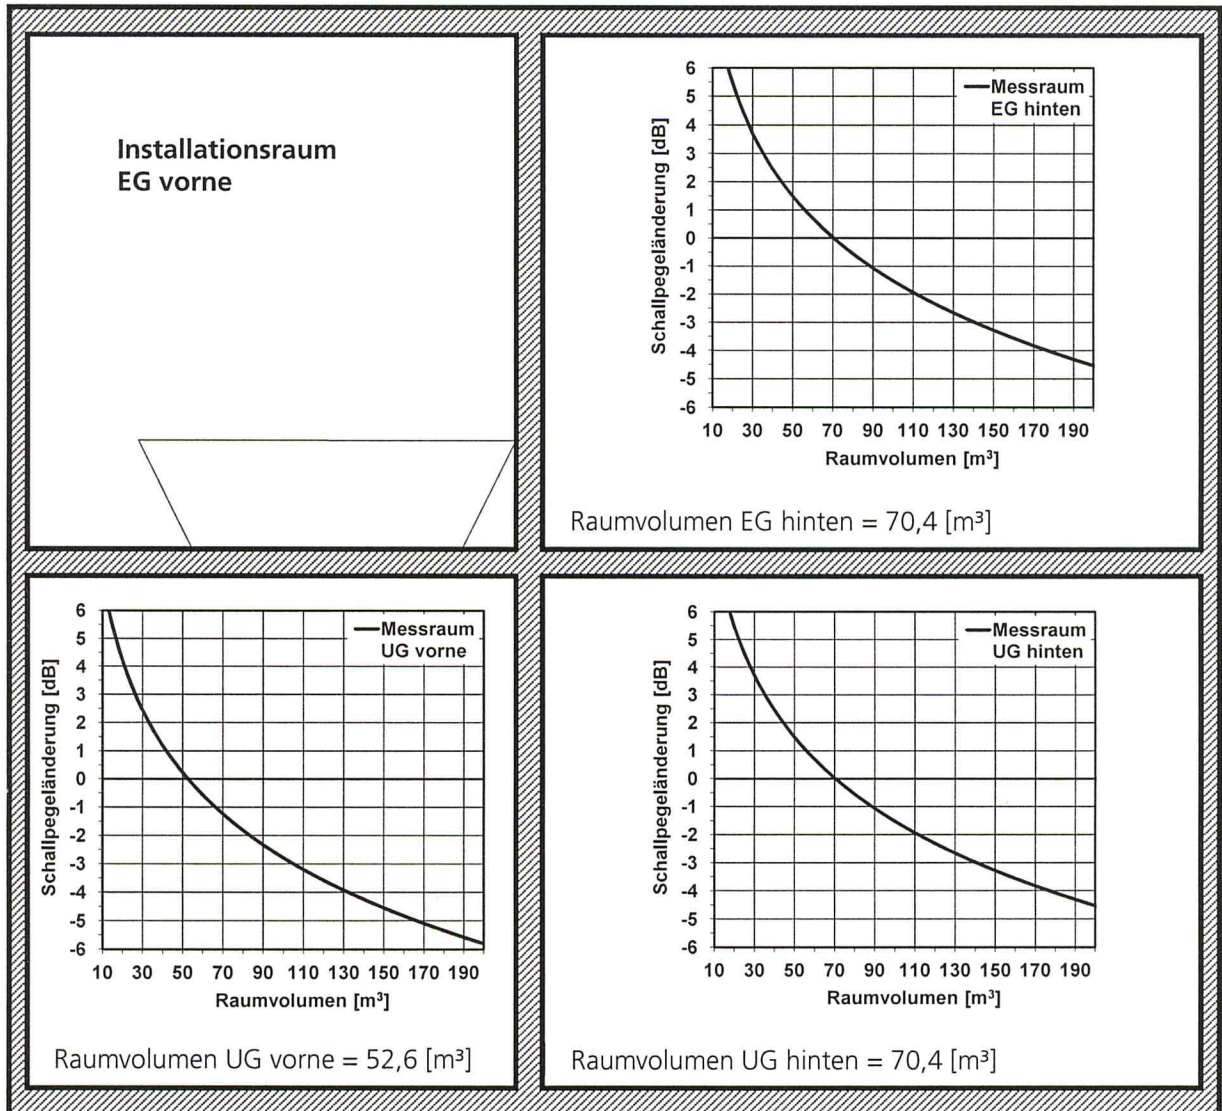 Installationsraum
EG vorne
6
5
4
3
2
1
0
-1
-2
-3
-4
-5
-6
Schallpegeländerung [dB]
Messraum
EG hinten
10 30 50 70 90 110 130 150 170 190
Raumvolumen [m³]
Raumvolumen EG hinten = 70,4 [m³]
6
5
4
3
2
1
0
-1
-2
-3
-4
-5
-6
Schallpegeländerung [dB]
Messraum
UG vorne
10 30 50 70 90 110 130 150 170 190
Raumvolumen [m³]
Raumvolumen UG vorne = 52,6 [m³]
6
5
4
3
2
1
0
-1
-2
-3
-4
-5
-6
Schallpegeländerung [dB]
Messraum
UG hinten
10 30 50 70 90 110 130 150 170 190
Raumvolumen [m³]
Raumvolumen UG hinten = 70,4 [m³]